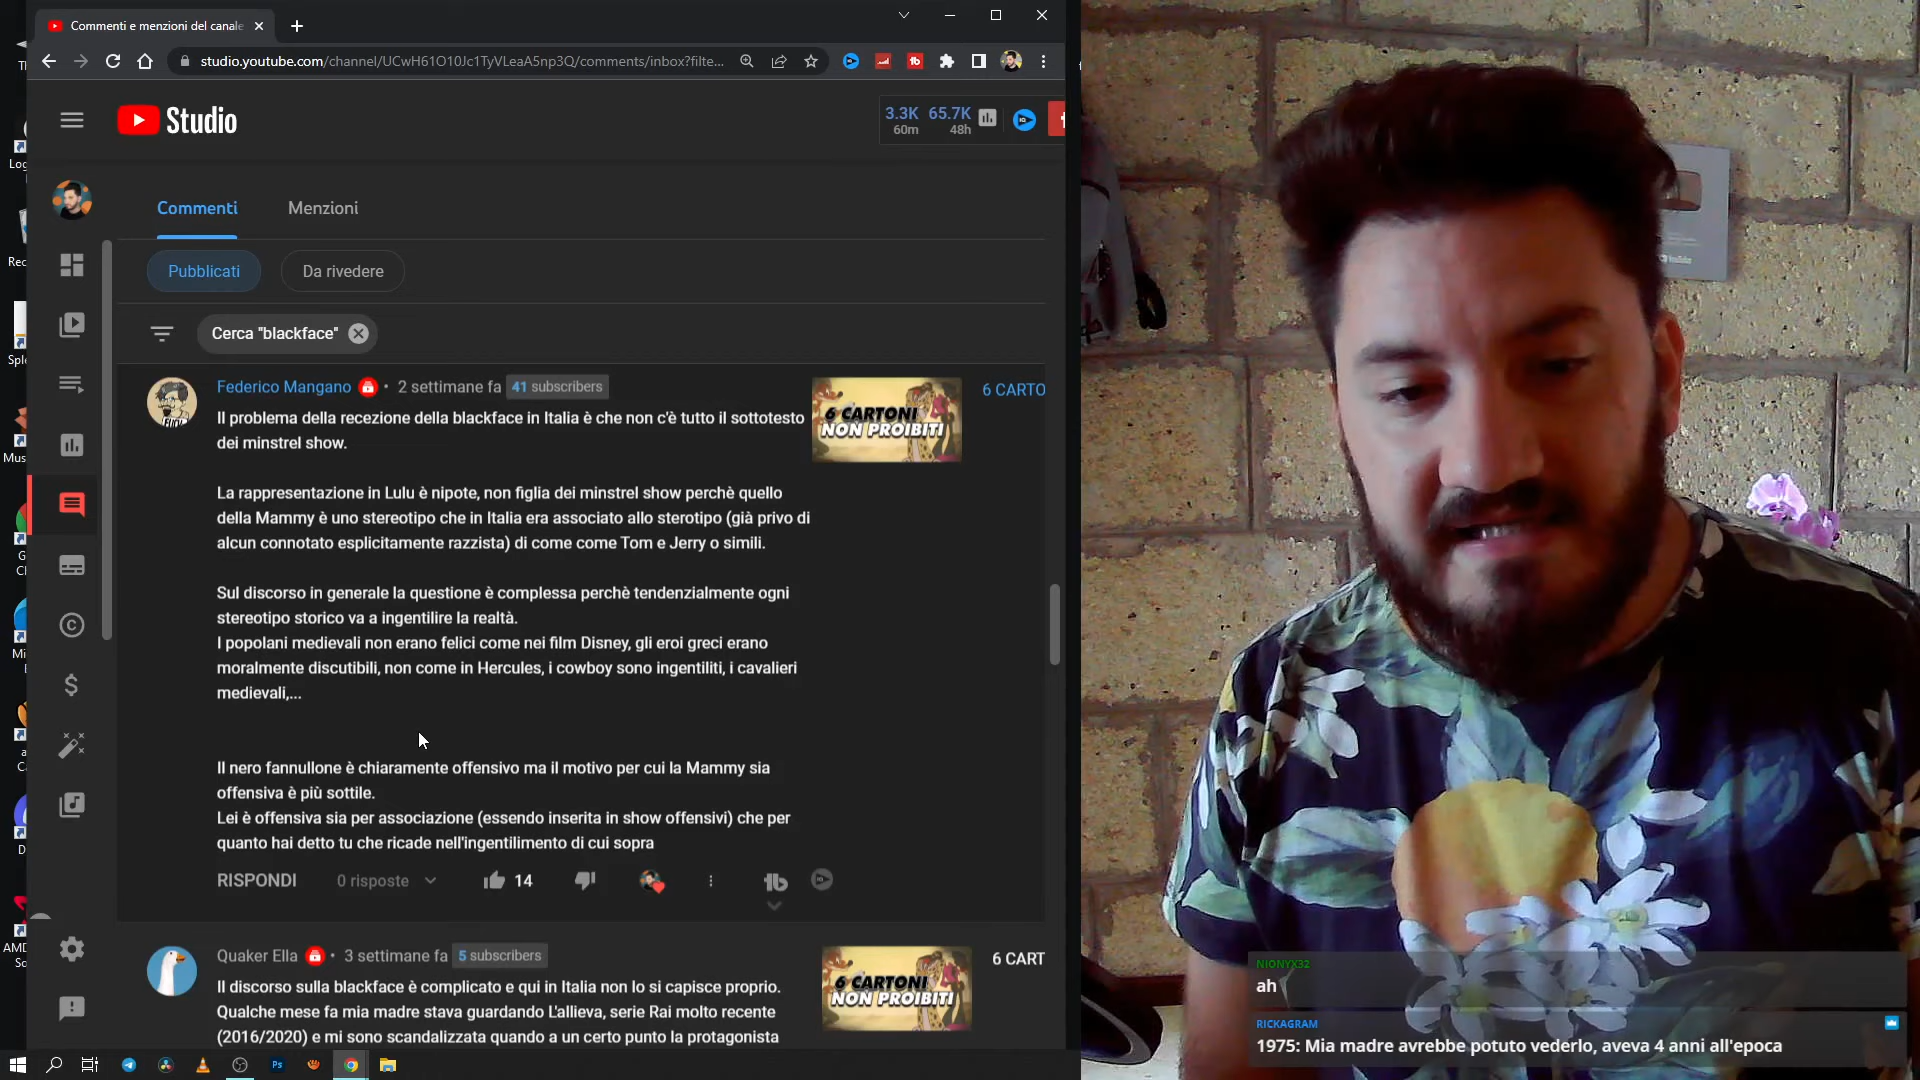 Commenti e menzioni del canale
studio.youtube.com/channel/UCwH61O10Jc1TyVLeaA5np3Q/comments/inbox?filte...
Studio
3.3K 65.7K
60m 48h
Commenti Menzioni
Pubblicati Da rivedere
Cerca "blackface"
Federico Mangano • 2 settimane fa 41 subscribers
Il problema della recezione della blackface in Italia è che non c'è tutto il sottotesto
dei minstrel show.
La rappresentazione in Lulu è nipote, non figlia dei minstrel show perchè quello
della Mammy è uno stereotipo che in Italia era associato allo sterotipo (già privo di
alcun connotato esplicitamente razzista) di come come Tom e Jerry o simili.
Sul discorso in generale la questione è complessa perchè tendenzialmente ogni
stereotipo storico va a ingentilire la realtà.
I popolani medievali non erano felici come nei film Disney, gli eroi greci erano
moralmente discutibili, non come in Hercules, i cowboy sono ingentiliti, i cavalieri
medievali,...
Il nero fannullone è chiaramente offensivo ma il motivo per cui la Mammy sia
offensiva è più sottile.
Lei è offensiva sia per associazione (essendo inserita in show offensivi) che per
quanto hai detto tu che ricade nell'ingentilimento di cui sopra
RISPONDI 0 risposte 14
6 CARTONI
NON PROIBITI
6 CARTO
Quaker Ella • 3 settimane fa 5 subscribers
Il discorso sulla blackface è complicato e qui in Italia non lo si capisce proprio.
Qualche mese fa mia madre stava guardando L'allieva, serie Rai molto recente
(2016/2020) e mi sono scandalizzata quando a un certo punto la protagonista
6 CARTONI
NON PROIBITI
6 CART
Ps
NIONYX32
ah
RICKAGRAM
1975: Mia madre avrebbe potuto vederlo, aveva 4 anni all'epoca